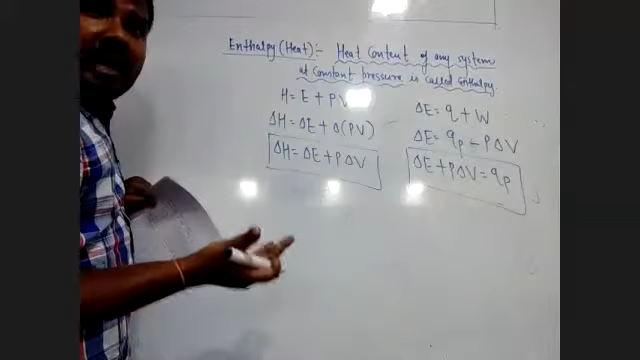 Enthalpy (Heat):- Heat Content of any system
at constant pressure is called enthalpy.
H = E + PV
ΔH = ΔE + Δ(PV)
ΔH = ΔE + PΔV
ΔE = q + W
ΔE = qp - PΔV
ΔE + PΔV = qp